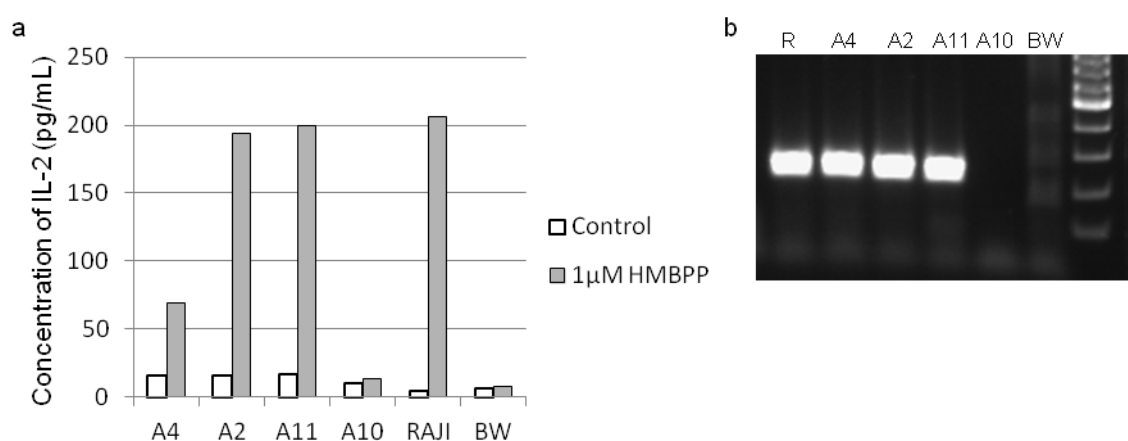 a
Concentration of IL-2 (pg/mL)
250
200
150
100
50
0
A4 A2 A11 A10 RAJI BW
Control
1µM HMBPP
b
R A4 A2 A11 A10 BW